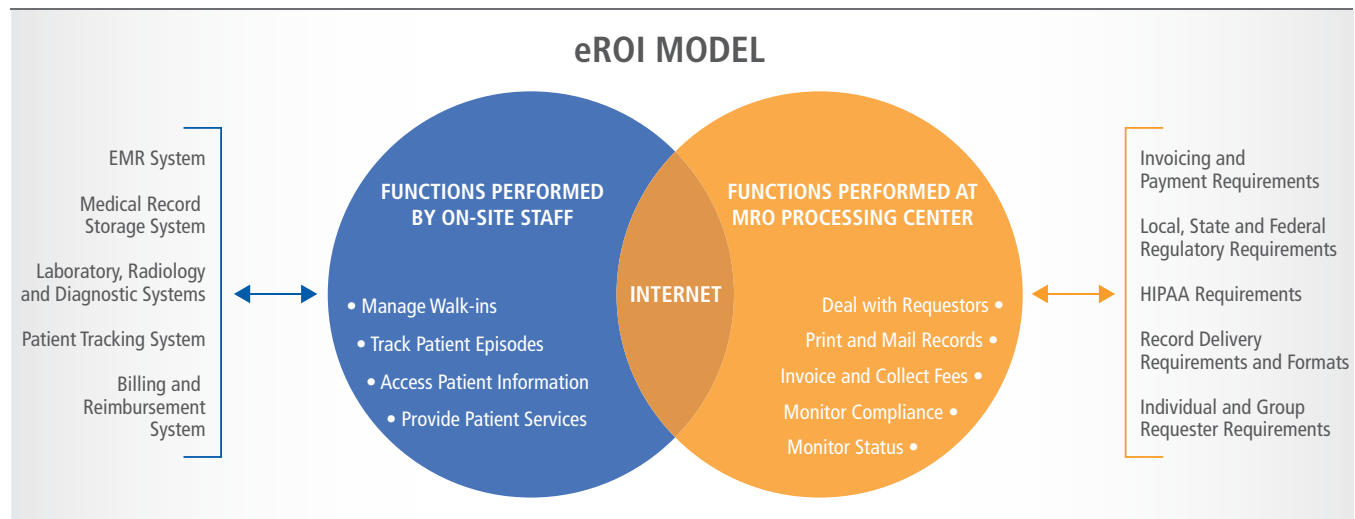 eROI MODEL
EMR System
Medical Record
Storage System
Laboratory, Radiology
and Diagnostic Systems
Patient Tracking System
Billing and
Reimbursement
System
FUNCTIONS PERFORMED
BY ON-SITE STAFF
• Manage Walk-ins
• Track Patient Episodes
• Access Patient Information
• Provide Patient Services
INTERNET
FUNCTIONS PERFORMED AT
MRO PROCESSING CENTER
Deal with Requestors •
Print and Mail Records •
Invoice and Collect Fees •
Monitor Compliance •
Monitor Status •
Invoicing and
Payment Requirements
Local, State and Federal
Regulatory Requirements
HIPAA Requirements
Record Delivery
Requirements and Formats
Individual and Group
Requester Requirements